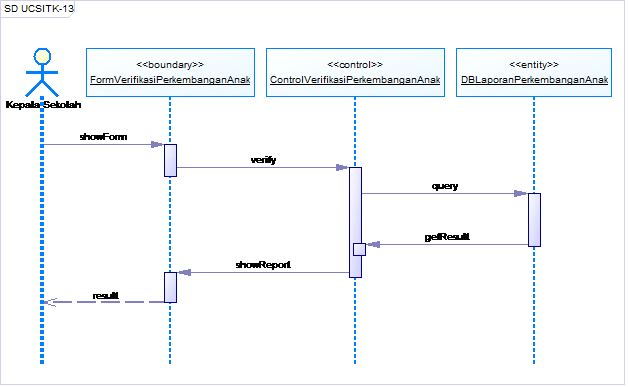 SD UCSITK-13
<<boundary>>
FormVerifikasiPerkembanganAnak
<<control>>
ControlVerifikasiPerkembanganAnak
<<entity>>
DBLaporanPerkembanganAnak
Kepala Sekolah
showForm
verify
query
getResult
showReport
result